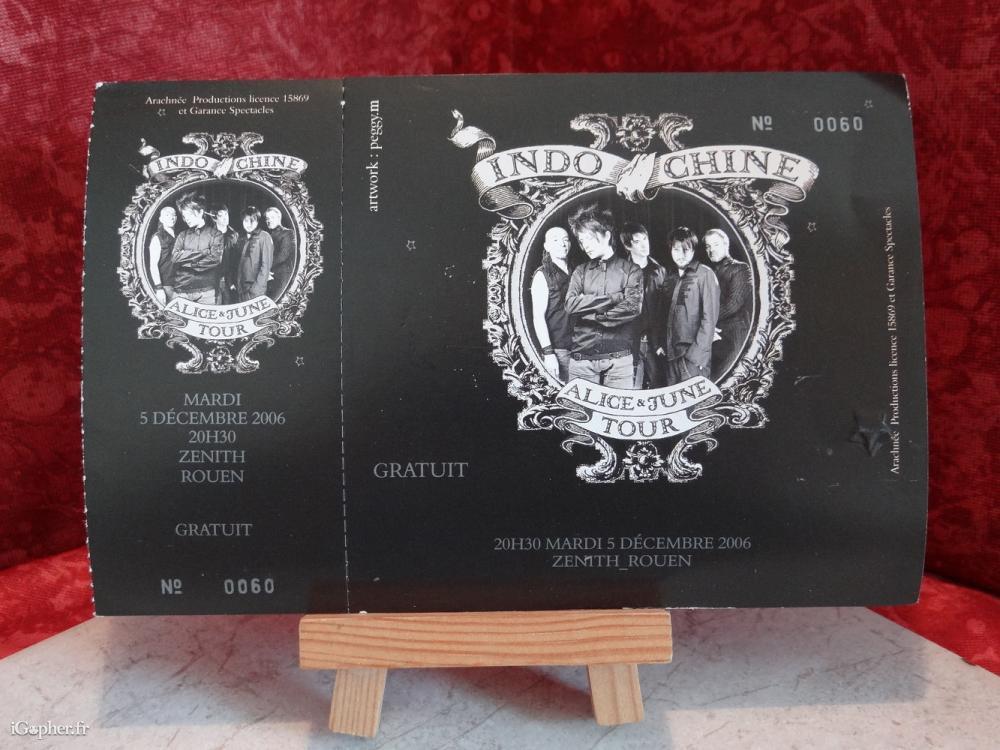 Arachnée Productions licence 15869
et Garance Spectacles
INDO CHINE
ALICE & JUNE
TOUR
MARDI
5 DÉCEMBRE 2006
20H30
ZENITH
ROUEN
GRATUIT
Nº 0060
artwork : peggy.m
Nº 0060
INDO CHINE
ALICE & JUNE
TOUR
GRATUIT
20H30 MARDI 5 DÉCEMBRE 2006
ZENITH_ROUEN
Arachnée Productions licence 15869 et Garance Spectacles
iGopher.fr